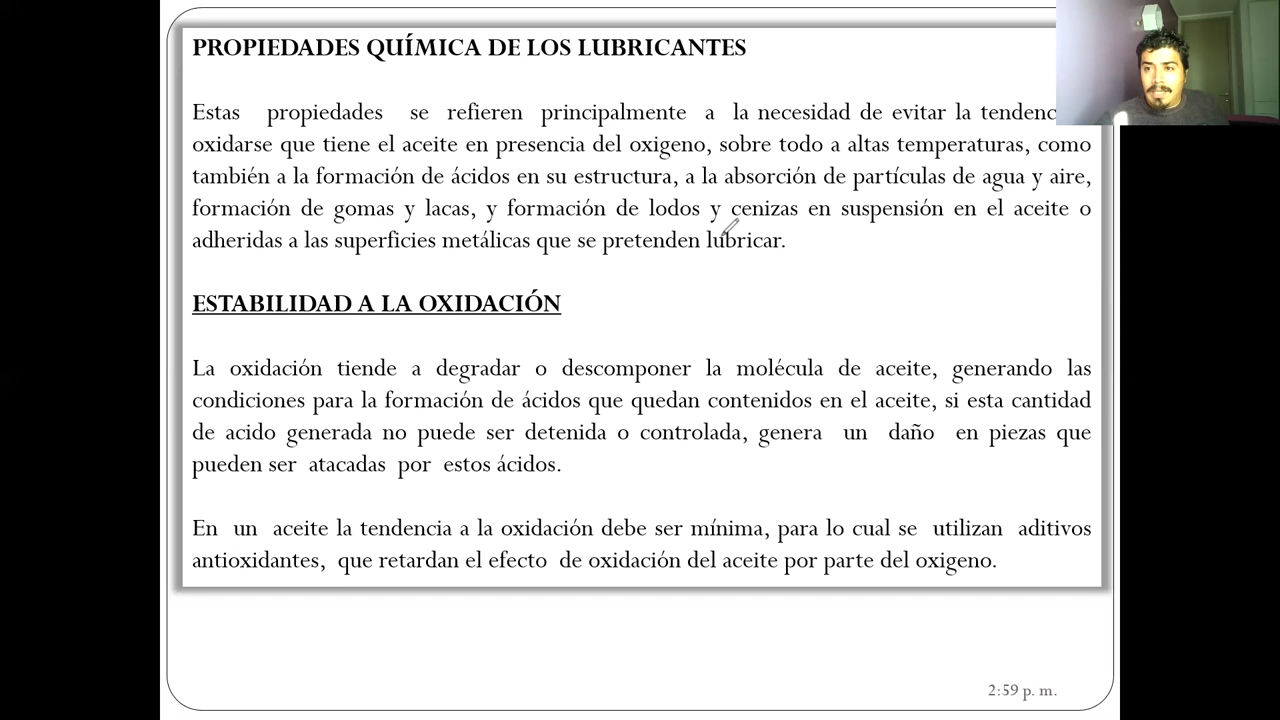 PROPIEDADES QUÍMICA DE LOS LUBRICANTES
Estas propiedades se refieren principalmente a la necesidad de evitar la
oxidarse que tiene el aceite en presencia del oxigeno, sobre todo a altas temperaturas, como
también a la formación de ácidos en su estructura, a la absorción de partículas de agua y aire,
formación de gomas y lacas, y formación de lodos y cenizas en suspensión en el aceite o
adheridas a las superficies metálicas que se pretenden lubricar.
ESTABILIDAD A LA OXIDACIÓN
La oxidación tiende a degradar o descomponer la molécula de aceite, generando las
condiciones para la formación de ácidos que quedan contenidos en el aceite, si esta cantidad
de acido generada no puede ser detenida o controlada, genera un daño en piezas que
pueden ser atacadas por estos ácidos.
En un aceite la tendencia a la oxidación debe ser mínima, para lo cual se utilizan aditivos
antioxidantes, que retardan el efecto de oxidación del aceite por parte del oxigeno.
2:59 p. m.